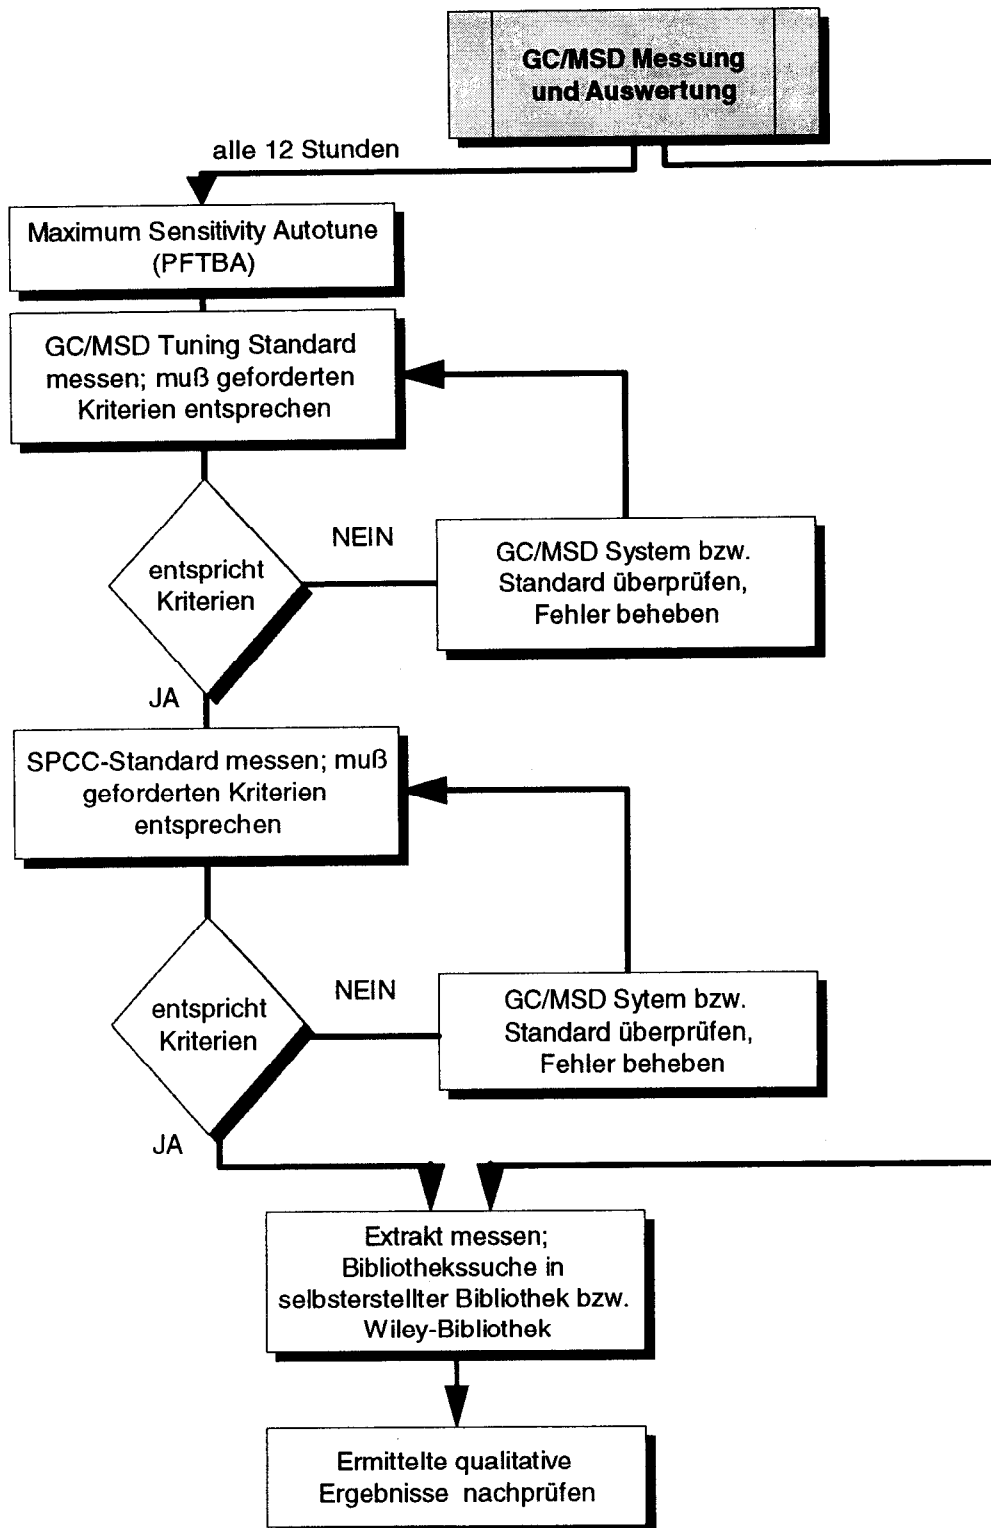 GC/MSD Messung
und Auswertung
alle 12 Stunden
Maximum Sensitivity Autotune
(PFTBA)
GC/MSD Tuning Standard
messen; muß geforderten
Kriterien entsprechen
entspricht
Kriterien
NEIN
GC/MSD System bzw.
Standard überprüfen,
Fehler beheben
JA
SPCC-Standard messen; muß
geforderten Kriterien
entsprechen
entspricht
Kriterien
NEIN
GC/MSD Sytem bzw.
Standard überprüfen,
Fehler beheben
JA
Extrakt messen;
Bibliothekssuche in
selbsterstellter Bibliothek bzw.
Wiley-Bibliothek
Ermittelte qualitative
Ergebnisse nachprüfen